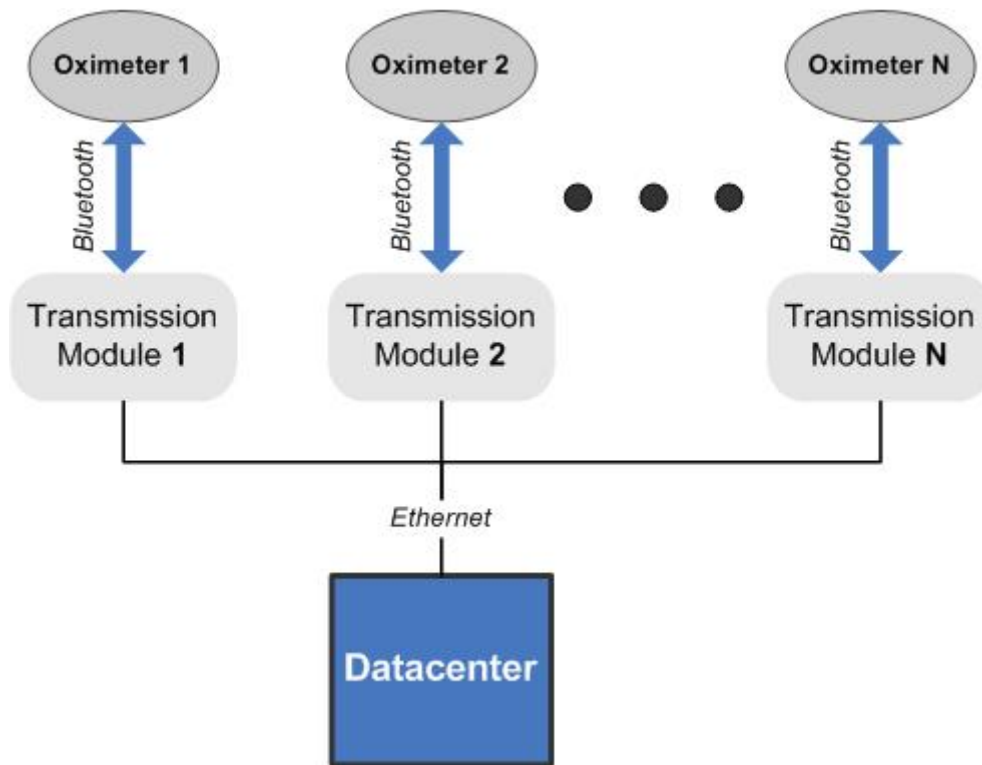 Oximeter 1
Oximeter 2
Oximeter N
Bluetooth
Bluetooth
Bluetooth
Transmission
Module 1
Transmission
Module 2
Transmission
Module N
Ethernet
Datacenter